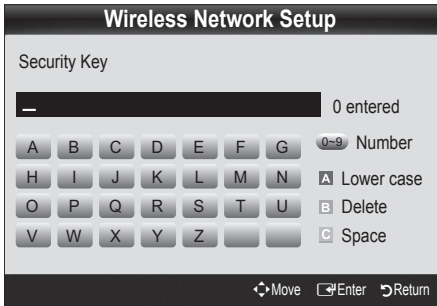 Wireless Network Setup
Security Key
0 entered
A B C D E F G 0~9 Number
H I J K L M N A Lower case
O P Q R S T U B Delete
V W X Y Z C Space
Move Enter Return